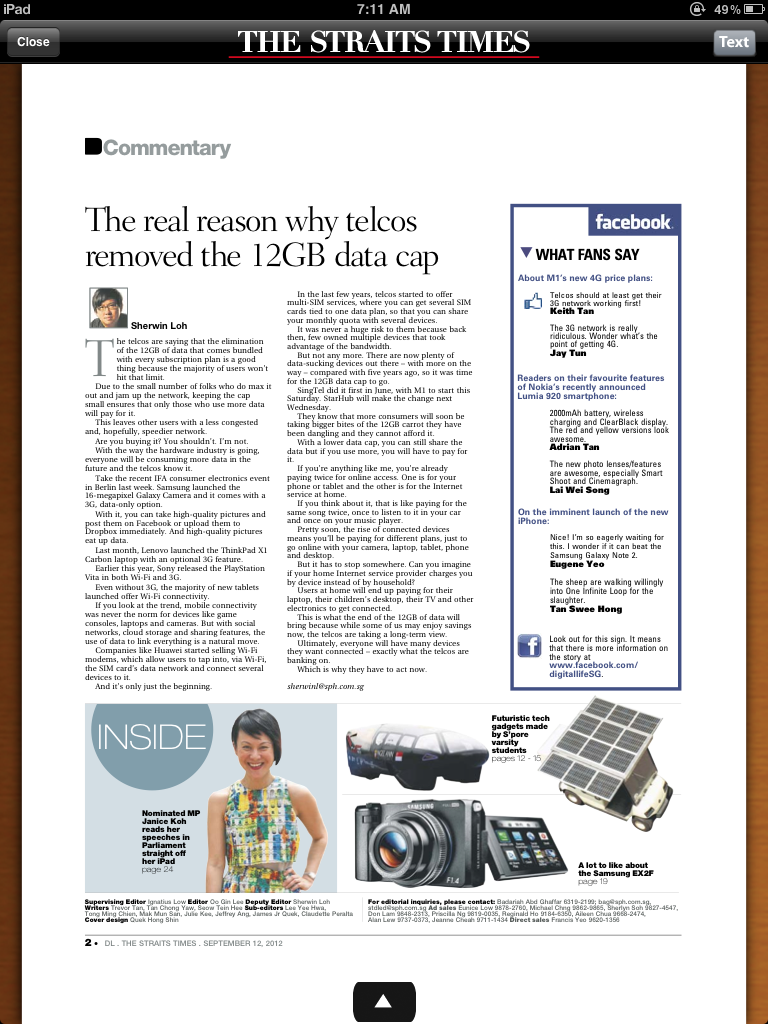 iPad
7:11 AM
49%
Close
THE STRAITS TIMES
Text
Commentary
The real reason why telcos
removed the 12GB data cap
Sherwin Loh
The telcos are saying that the elimination
of the 12GB of data that comes bundled
with every subscription plan is a good
thing because the majority of users won't
hit that limit.
Due to the small number of folks who do max it
out and jam up the network, keeping the cap
small ensures that only those who use more data
will pay for it.
This leaves other users with a less congested
and, hopefully, speedier network.
Are you buying it? You shouldn't. I'm not.
With the way the hardware industry is going,
everyone will be consuming more data in the
future and the telcos know it.
Take the recent IFA consumer electronics event
in Berlin last week. Samsung launched the
16-megapixel Galaxy Camera and it comes with a
3G, data-only option.
With it, you can take high-quality pictures and
post them on Facebook or upload them to
Dropbox immediately. And high-quality pictures
eat up data.
Last month, Lenovo launched the ThinkPad X1
Carbon laptop with an optional 3G feature.
Earlier this year, Sony released the PlayStation
Vita in both Wi-Fi and 3G.
Even without 3G, the majority of new tablets
launched offer Wi-Fi connectivity.
If you look at the trend, mobile connectivity
was never the norm for devices like game
consoles, laptops and cameras. But with social
networks, cloud storage and sharing features, the
use of data to link everything is a natural move.
Companies like Huawei started selling Wi-Fi
modems, which allow users to tap into, via Wi-Fi,
the SIM card's data network and connect several
devices to it.
And it's only just the beginning.
In the last few years, telcos started to offer
multi-SIM services, where you can get several SIM
cards tied to one data plan, so that you can share
your monthly quota with several devices.
It was never a huge risk to them because back
then, few owned multiple devices that took
advantage of the bandwidth.
But not any more. There are now plenty of
data-sucking devices out there – with more on the
way – compared with five years ago, so it was time
for the 12GB data cap to go.
SingTel did it first in June, with M1 to start this
Saturday. StarHub will make the change next
Wednesday.
They know that more consumers will soon be
taking bigger bites of the 12GB carrot they have
been dangling and they cannot afford it.
With a lower data cap, you can still share the
data but if you use more, you will have to pay for
it.
If you're anything like me, you're already
paying twice for online access. One is for your
phone or tablet and the other is for the Internet
service at home.
If you think about it, that is like paying for the
same song twice, once to listen to it in your car
and once on your music player.
Pretty soon, the rise of connected devices
means you'll be paying for different plans, just to
go online with your camera, laptop, tablet, phone
and desktop.
But it has to stop somewhere. Can you imagine
if your home Internet service provider charges you
by device instead of by household?
Users at home will end up paying for their
laptop, their children's desktop, their TV and other
electronics to get connected.
This is what the end of the 12GB of data will
bring because while some of us may enjoy savings
now, the telcos are taking a long-term view.
Ultimately, everyone will have many devices
they want connected – exactly what the telcos are
banking on.
Which is why they have to act now.
sherwinl@sph.com.sg
facebook
WHAT FANS SAY
About M1's new 4G price plans:
Telcos should at least get their
3G network working first!
Keith Tan
The 3G network is really
ridiculous. Wonder what's the
point of getting 4G.
Jay Tun
Readers on their favourite features
of Nokia's recently announced
Lumia 920 smartphone:
2000mAh battery, wireless
charging and ClearBlack display.
The red and yellow versions look
awesome.
Adrian Tan
The new photo lenses/features
are awesome, especially Smart
Shoot and Cinemagraph.
Lai Wei Song
On the imminent launch of the new
iPhone:
Nice! I'm so eagerly waiting for
this. I wonder if it can beat the
Samsung Galaxy Note 2.
Eugene Yeo
The sheep are walking willingly
into One Infinite Loop for the
slaughter.
Tan Swee Hong
Look out for this sign. It means
that there is more information on
the story at
www.facebook.com/
digitallifeSG.
INSIDE
Nominated MP
Janice Koh
reads her
speeches in
Parliament
straight off
her iPad
page 24
Futuristic tech
gadgets made
by S'pore
varsity
students
pages 12 - 15
SAMSUNG
F1.4
A lot to like about
the Samsung EX2F
page 19
Supervising Editor Ignatius Low Editor Oo Gin Lee Deputy Editor Sherwin Loh
Writers Trevor Tan, Tan Chong Yaw, Seow Tein Hee Sub-editors Lee Yee Hwa,
Tong Ming Chien, Mak Mun San, Julie Kee, Jeffrey Ang, James Jr Quek, Claudette Peralta
Cover design Quek Hong Shin
For editorial inquiries, please contact: Badariah Abd Ghaffar 6319-2199; bag@sph.com.sg,
stdled@sph.com.sg Ad sales Eunice Low 9878-2760, Michael Chng 9862-9865, Sherlyn Soh 9827-4547,
Don Lam 9848-2313, Priscilla Ng 9819-0035, Reginald Ho 9184-8350, Aileen Chua 9668-2474,
Alan Lew 9737-0373, Jeanne Cheah 9711-1434 Direct sales Francis Yeo 9620-1356
2 • DL . THE STRAITS TIMES . SEPTEMBER 12, 2012